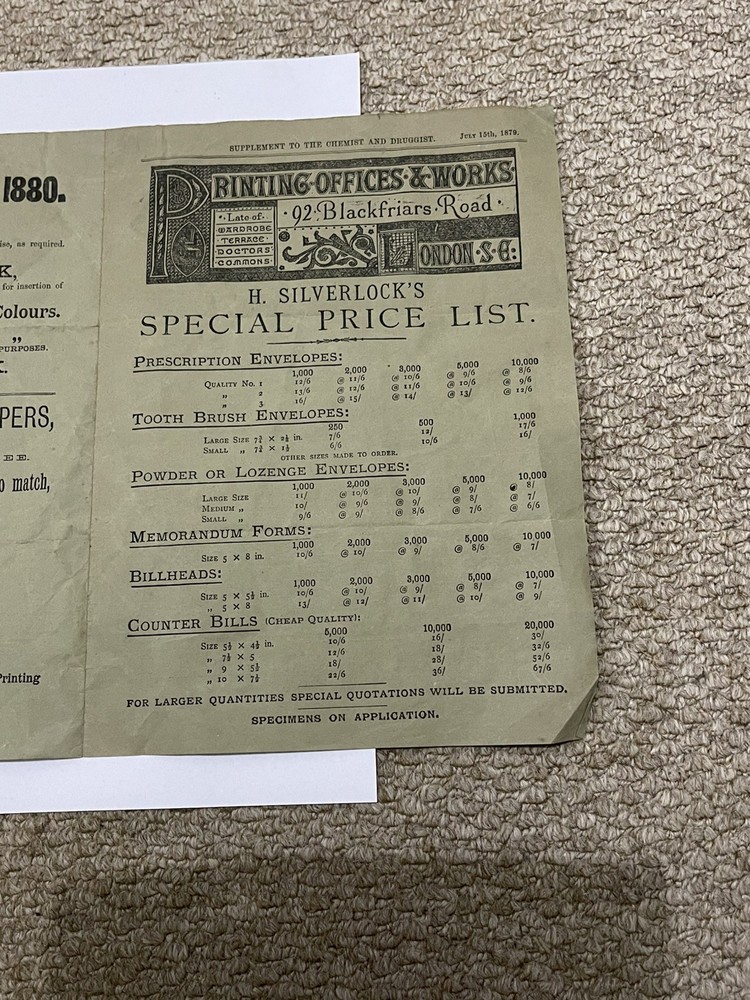 1880.
ise, as required.
K,
for insertion of
Colours.
„
PURPOSES.
PERS,
EE.
o match,
Printing
SUPPLEMENT TO THE CHEMIST AND DRUGGIST. JULY 15th, 1879.
PRINTING·OFFICES·&·WORKS
·Late·of·
WARDROBE
·TERRACE·
DOCTORS'
COMMONS·
·92·Blackfriars·Road·
LONDON·S·E:
H. SILVERLOCK'S
SPECIAL PRICE LIST.
PRESCRIPTION ENVELOPES:
1,000 2,000 3,000 5,000 10,000
QUALITY NO. 1 12/6 @ 11/6 @ 10/6 @ 9/6 @ 8/6
„ 2 13/6 @ 12/6 @ 11/6 @ 10/6 @ 9/6
„ 3 16/ @ 15/ @ 14/ @ 13/ @ 12/6
TOOTH BRUSH ENVELOPES:
250 500 1,000
LARGE SIZE 7¾ × 2½ in. 7/6 12/ 17/6
SMALL „ 7¾ × 1½ 6/6 10/6 16/
OTHER SIZES MADE TO ORDER.
POWDER OR LOZENGE ENVELOPES:
1,000 2,000 3,000 5,000 10,000
LARGE SIZE 11/ @ 10/6 @ 10/ @ 9/ @ 8/
MEDIUM „ 10/ @ 9/6 @ 9/ @ 8/ @ 7/
SMALL „ 9/6 @ 9/ @ 8/6 @ 7/6 @ 6/6
MEMORANDUM FORMS:
1,000 2,000 3,000 5,000 10,000
SIZE 5 × 8 in. 10/6 @ 10/ @ 9/ @ 8/6 @ 7/
BILLHEADS:
1,000 2,000 3,000 5,000 10,000
SIZE 5 × 5½ in. 10/6 @ 10/ @ 9/ @ 8/ @ 7/
„ 5 × 8 13/ @ 12/ @ 11/ @ 10/ @ 9/
COUNTER BILLS (CHEAP QUALITY):
5,000 10,000 20,000
SIZE 5½ × 4½ in. 10/6 16/ 30/
„ 7½ × 5 12/6 18/ 32/6
„ 9 × 5½ 18/ 28/ 52/6
„ 10 × 7½ 22/6 36/ 67/6
FOR LARGER QUANTITIES SPECIAL QUOTATIONS WILL BE SUBMITTED.
SPECIMENS ON APPLICATION.